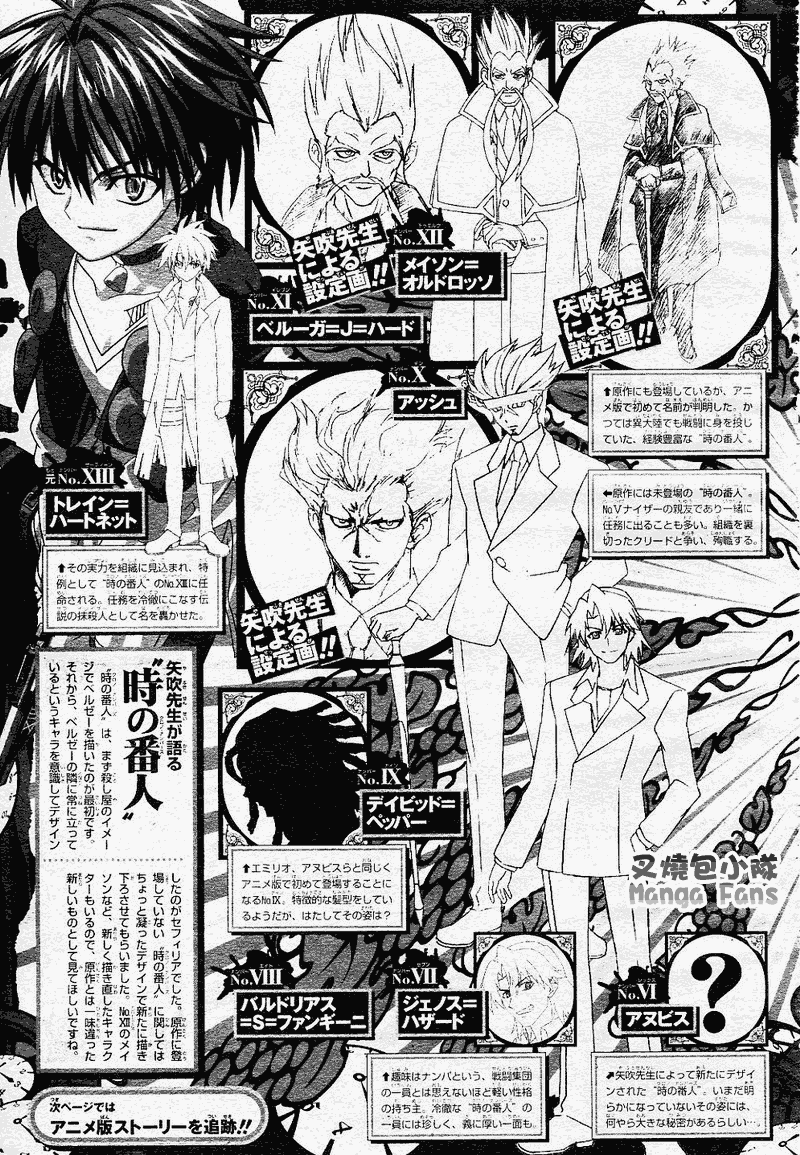 矢吹先生
による
設定画!!
No.XII
メイソン=
オルドロッソ
No.XI
ベルーガ=J=ハード
矢吹先生
による
設定画!!
⬆原作にも登場しているが、アニ
メ版で初めて名前が判明した。か
つては異大陸でも戦闘に身を投じ
ていた、経験豊富な“時の番人”。
No.X
アッシュ
⬅原作には未登場の“時の番人”。
No.Vナイザーの親友であり一緒に
任務に出ることも多い。組織を裏
切ったクリードと争い、殉職する。
矢吹先生
による
設定画!!
元No.XIII
トレイン=
ハートネット
⬆その実力を組織に見込まれ、特
例として“時の番人”のNo.XIIIに任
命される。任務を冷徹にこなす伝
説の抹殺人として名を轟かせた。
矢吹先生が語る
“時の番人”
“時の番人”は、まず殺し屋のイメー
ジでベルゼーを描いたのが最初です。
それから、ベルゼーの隣に常に立って
いるというキャラを意識してデザイン
したのがセフィリアでした。原作に登
場していない“時の番人”に関しては
ちょっと凝ったデザインで新たに描き
下ろさせてもらいました。No.XIIのメイ
ソンなど、新しく描き直したキャラク
ターもいるので、原作とは一味違った
新しいものとして見てほしいですね。
No.IX
デイビッド=
ペッパー
⬆エミリオ、アヌビスらと同じく
アニメ版で初めて登場することに
なるNo.IX。特徴的な髪型をしてい
るようだが、はたしてその姿は?
No.VIII
バルドリアス
=S=ファンギーニ
No.VII
ジェノス=
ハザード
⬆趣味はナンパという、戦闘集団
の一員とは思えないほど軽い性格
の持ち主。冷徹な“時の番人”の
一員には珍しく、義に厚い一面も。
No.VI
アヌビス
?
↗矢吹先生によって新たにデザイ
ンされた“時の番人”。いまだ明
らかになっていないその姿には、
何やら大きな秘密があるらしい…。
叉燒包小隊
Manga Fans
次ページでは
アニメ版ストーリーを追跡!!